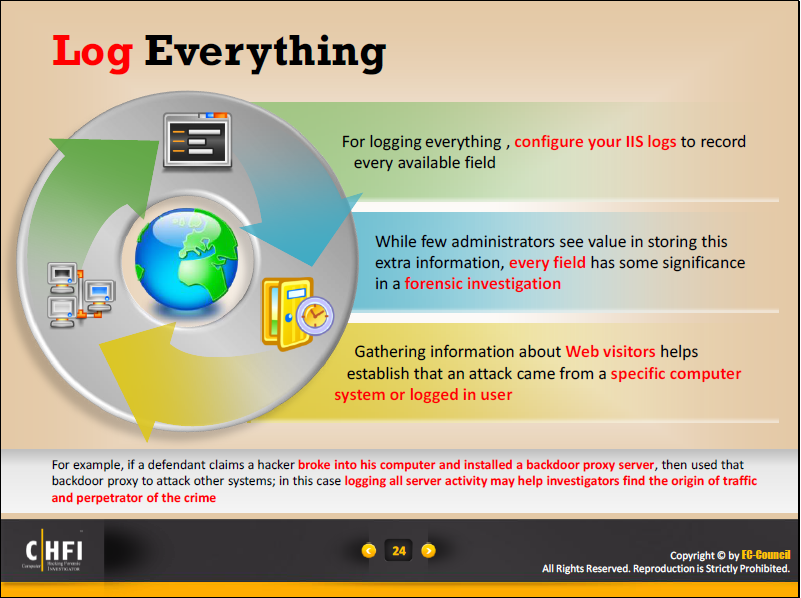 Log Everything
For logging everything , configure your IIS logs to record
every available field
While few administrators see value in storing this
extra information, every field has some significance
in a forensic investigation
Gathering information about Web visitors helps
establish that an attack came from a specific computer
system or logged in user
For example, if a defendant claims a hacker broke into his computer and installed a backdoor proxy server, then used that
backdoor proxy to attack other systems; in this case logging all server activity may help investigators find the origin of traffic
and perpetrator of the crime
CHFI
Computer Hacking Forensic
INVESTIGATOR
24
Copyright © by EC-Council
All Rights Reserved. Reproduction is Strictly Prohibited.